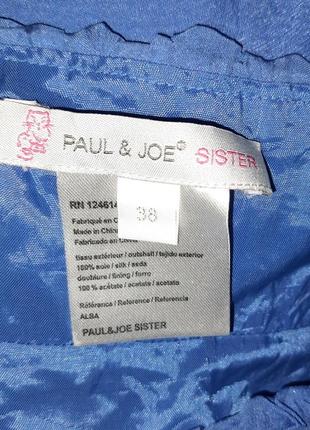 PAUL & JOE® SISTER
38
RN 124614
Fabriqué en C
Made in China
Fabricado en
tissu extérieur / outshell / tejido exterior
100% soie / silk / seda
doublure / lining / forro
100 % acétate / acetate / acetato
Référence / Reference / Referencia
ALBA
PAUL&JOE SISTER